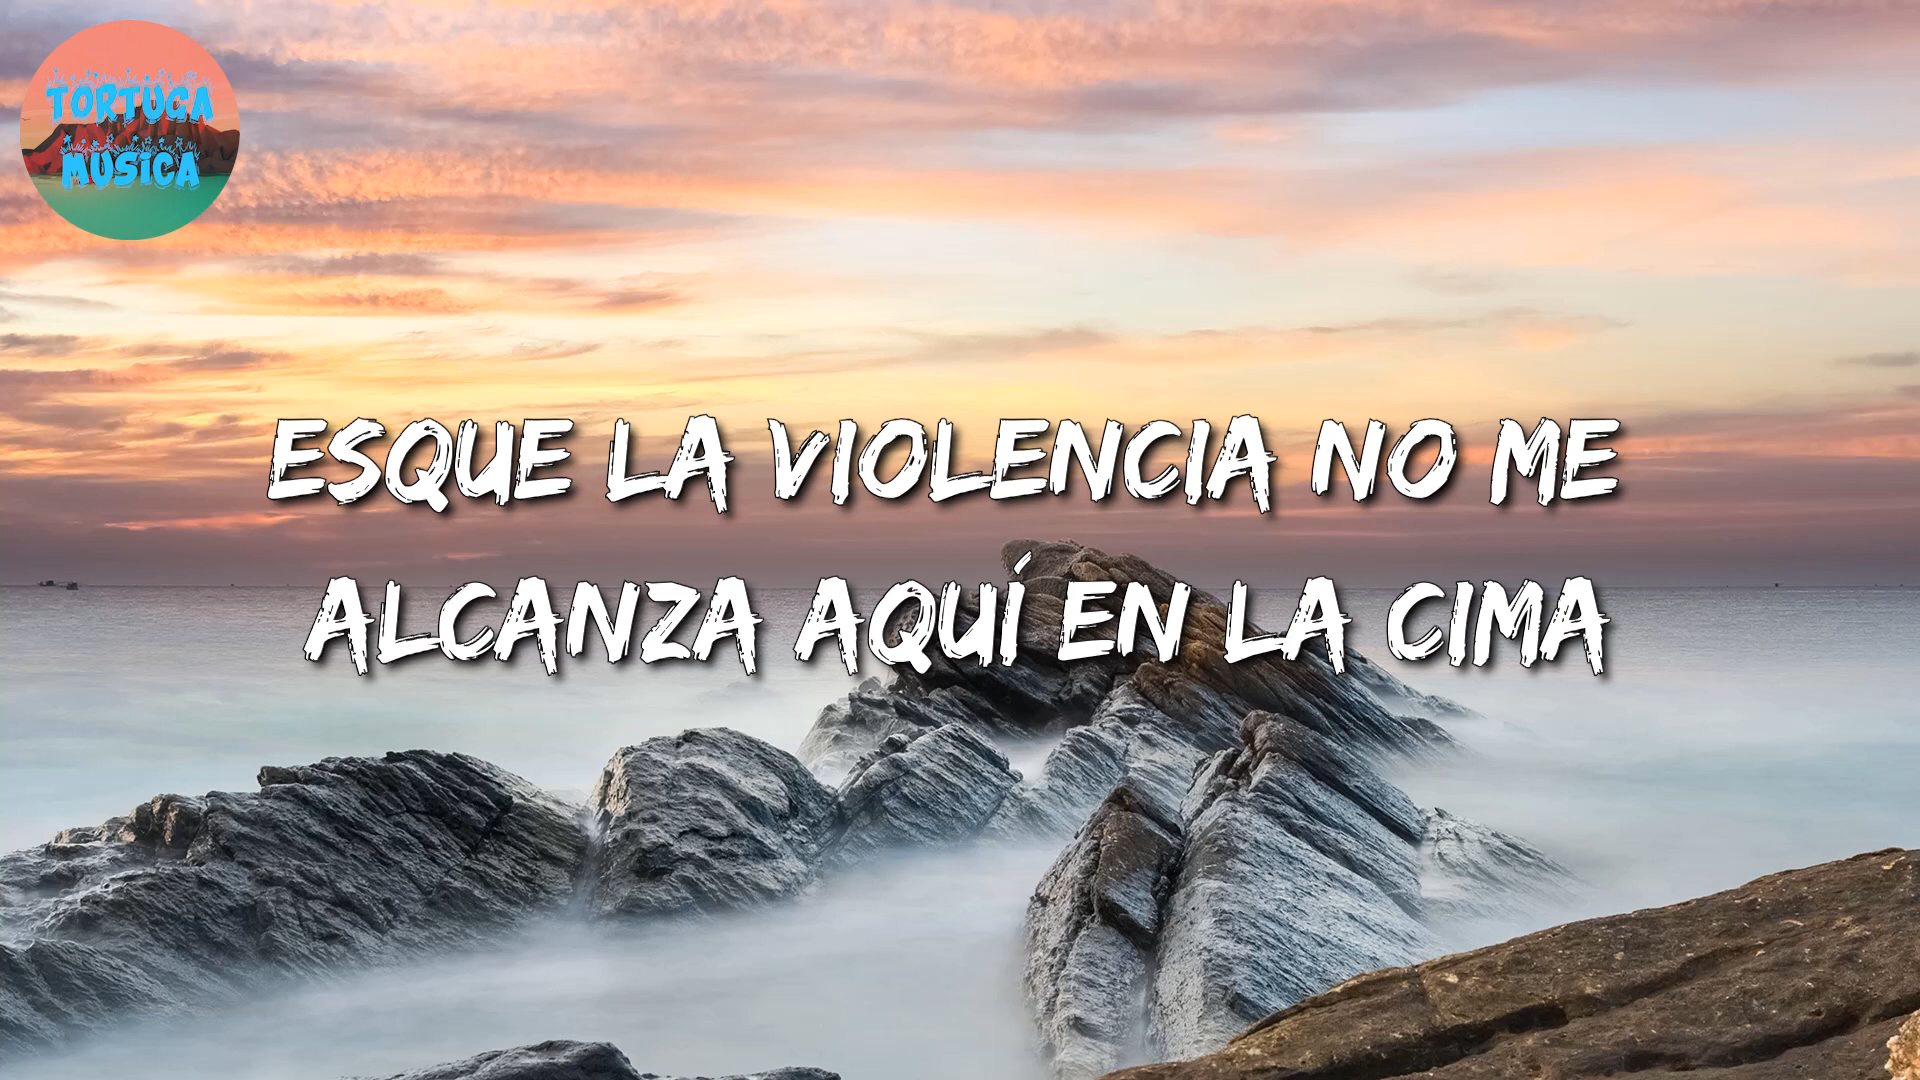 TORTUGA
MUSICA
ESQUE LA VIOLENCIA NO ME
ALCANZA AQUÍ EN LA CIMA